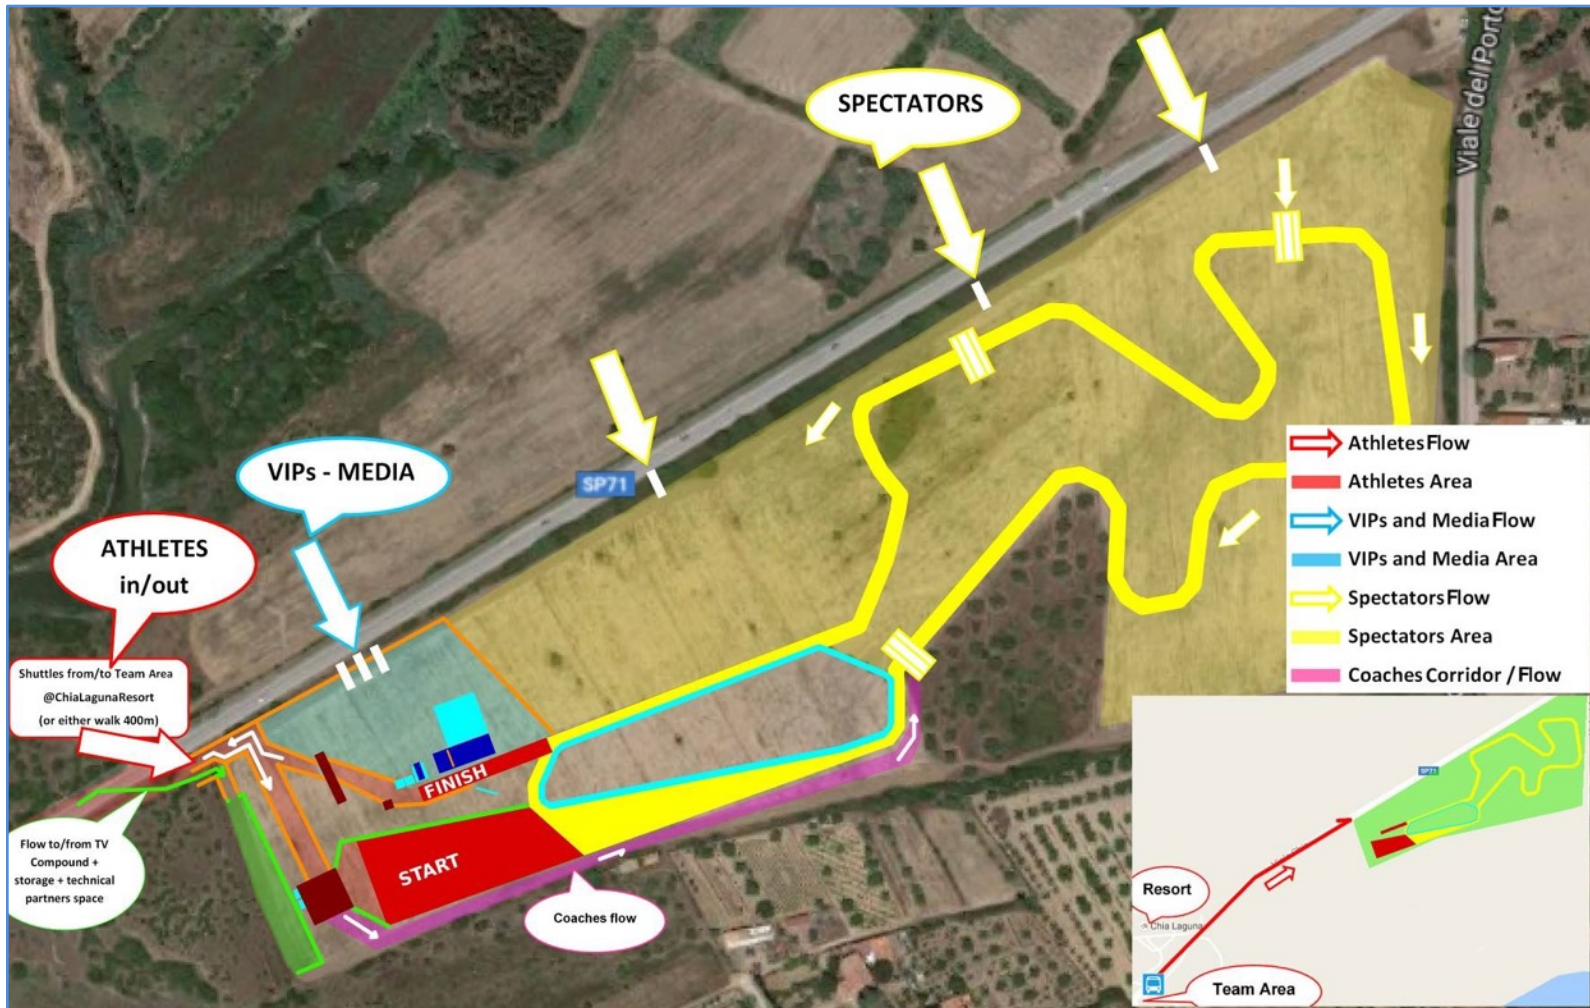 SPECTATORS
Viale del Porto
VIPs - MEDIA
SP71
ATHLETES
in/out
Shuttles from/to Team Area
@ChiaLagunaResort
(or either walk 400m)
Flow to/from TV
Compound +
storage + technical
partners space
FINISH
START
Coaches flow
Athletes Flow
Athletes Area
VIPs and Media Flow
VIPs and Media Area
Spectators Flow
Spectators Area
Coaches Corridor / Flow
SP71
Resort
Chia Laguna
Team Area